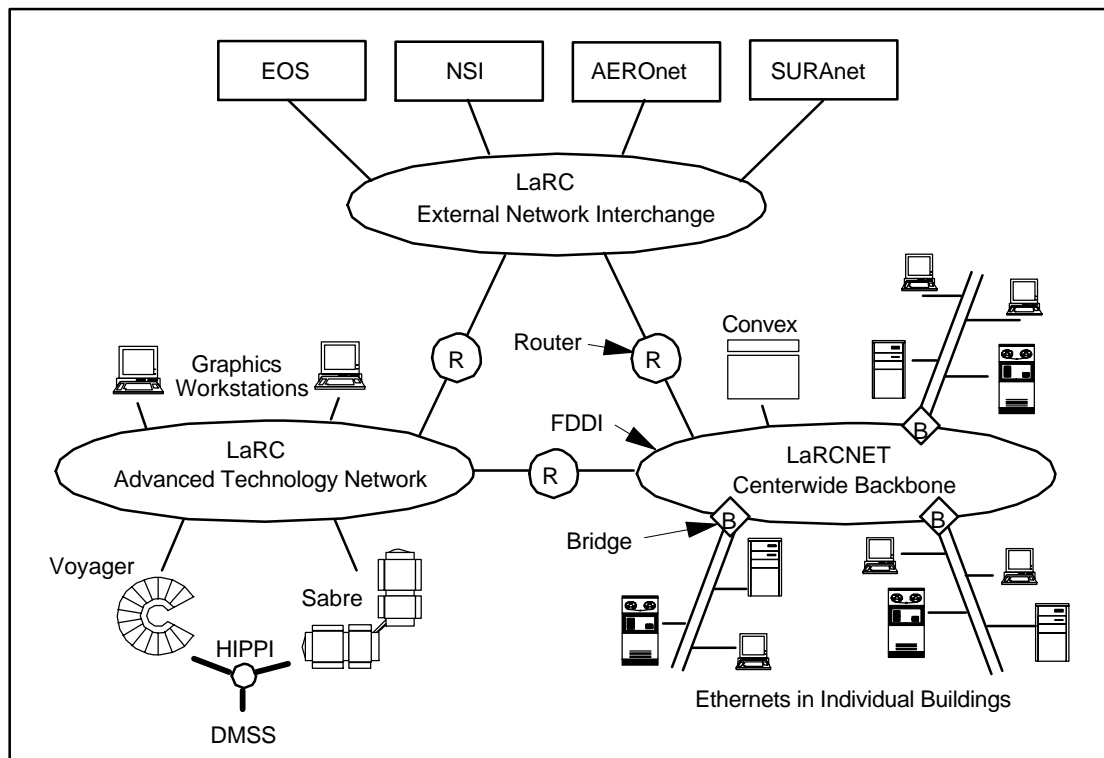 EOS
NSI
AEROnet
SURAnet
LaRC
External Network Interchange
Router
R
R
Convex
Graphics
Workstations
FDDI
B
LaRC
Advanced Technology Network
R
LaRCNET
Centerwide Backbone
B
B
Bridge
Voyager
Sabre
HIPPI
DMSS
Ethernets in Individual Buildings